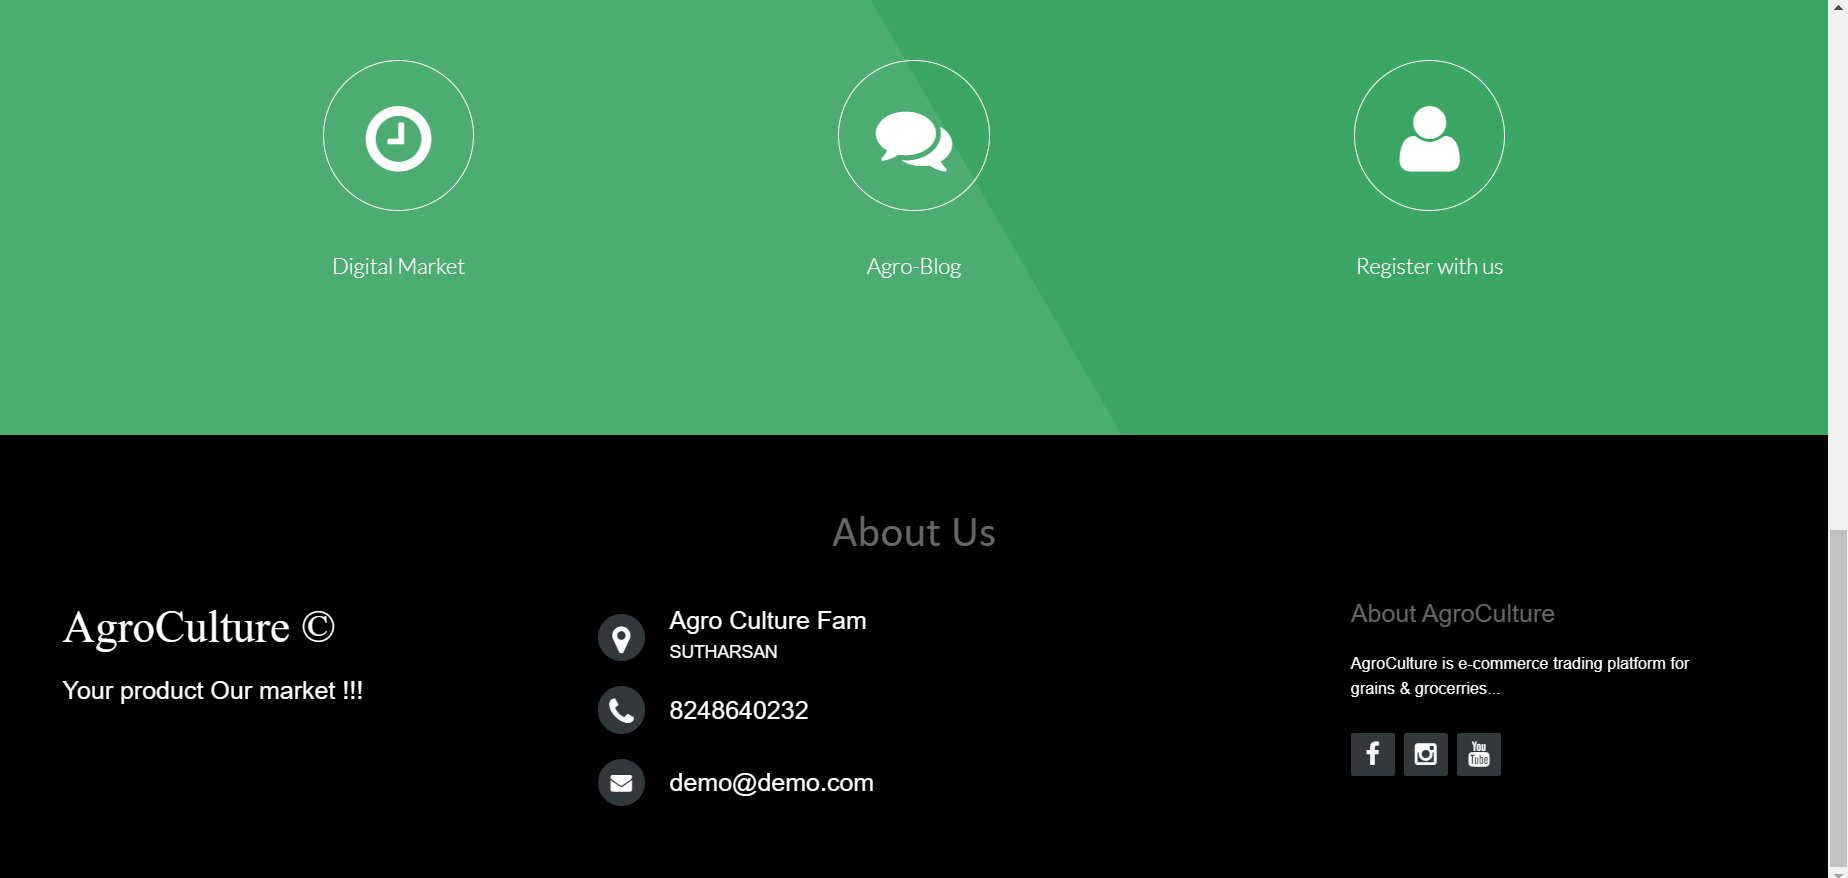 Digital Market
Agro-Blog
Register with us
About Us
AgroCulture ©
Your product Our market !!!
Agro Culture Fam
SUTHARSAN
8248640232
demo@demo.com
About AgroCulture
AgroCulture is e-commerce trading platform for
grains & grocerries...
You
Tube